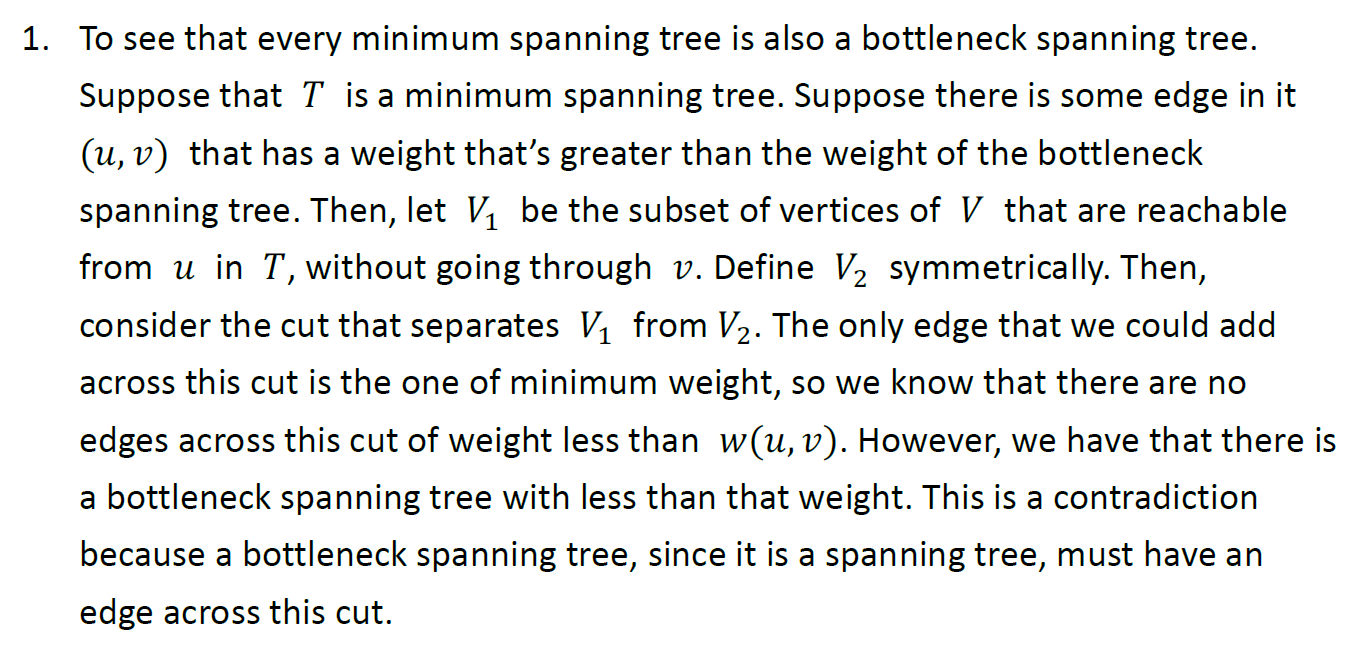 1. To see that every minimum spanning tree is also a bottleneck spanning tree.
Suppose that T is a minimum spanning tree. Suppose there is some edge in it
(u, v) that has a weight that's greater than the weight of the bottleneck
spanning tree. Then, let V₁ be the subset of vertices of V that are reachable
from u in T, without going through v. Define V₂ symmetrically. Then,
consider the cut that separates V₁ from V₂. The only edge that we could add
across this cut is the one of minimum weight, so we know that there are no
edges across this cut of weight less than w(u, v). However, we have that there is
a bottleneck spanning tree with less than that weight. This is a contradiction
because a bottleneck spanning tree, since it is a spanning tree, must have an
edge across this cut.